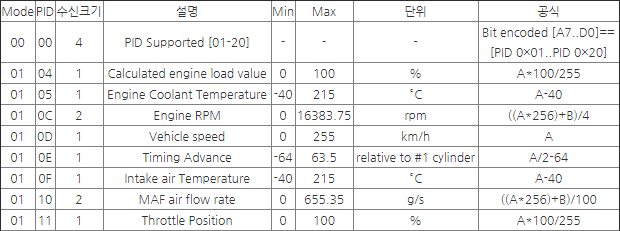 Mode PID 수신크기 설명 Min Max 단위 공식
00 00 4 PID Supported [01-20] - - - Bit encoded [A7..D0]==
[PID 0×01..PID 0×20]
01 04 1 Calculated engine load value 0 100 % A*100/255
01 05 1 Engine Coolant Temperature -40 215 °C A-40
01 0C 2 Engine RPM 0 16383.75 rpm ((A*256)+B)/4
01 0D 1 Vehicle speed 0 255 km/h A
01 0E 1 Timing Advance -64 63.5 relative to #1 cylinder A/2-64
01 0F 1 Intake air Temperature -40 215 °C A-40
01 10 2 MAF air flow rate 0 655.35 g/s ((A*256)+B)/100
01 11 1 Throttle Position 0 100 % A*100/255